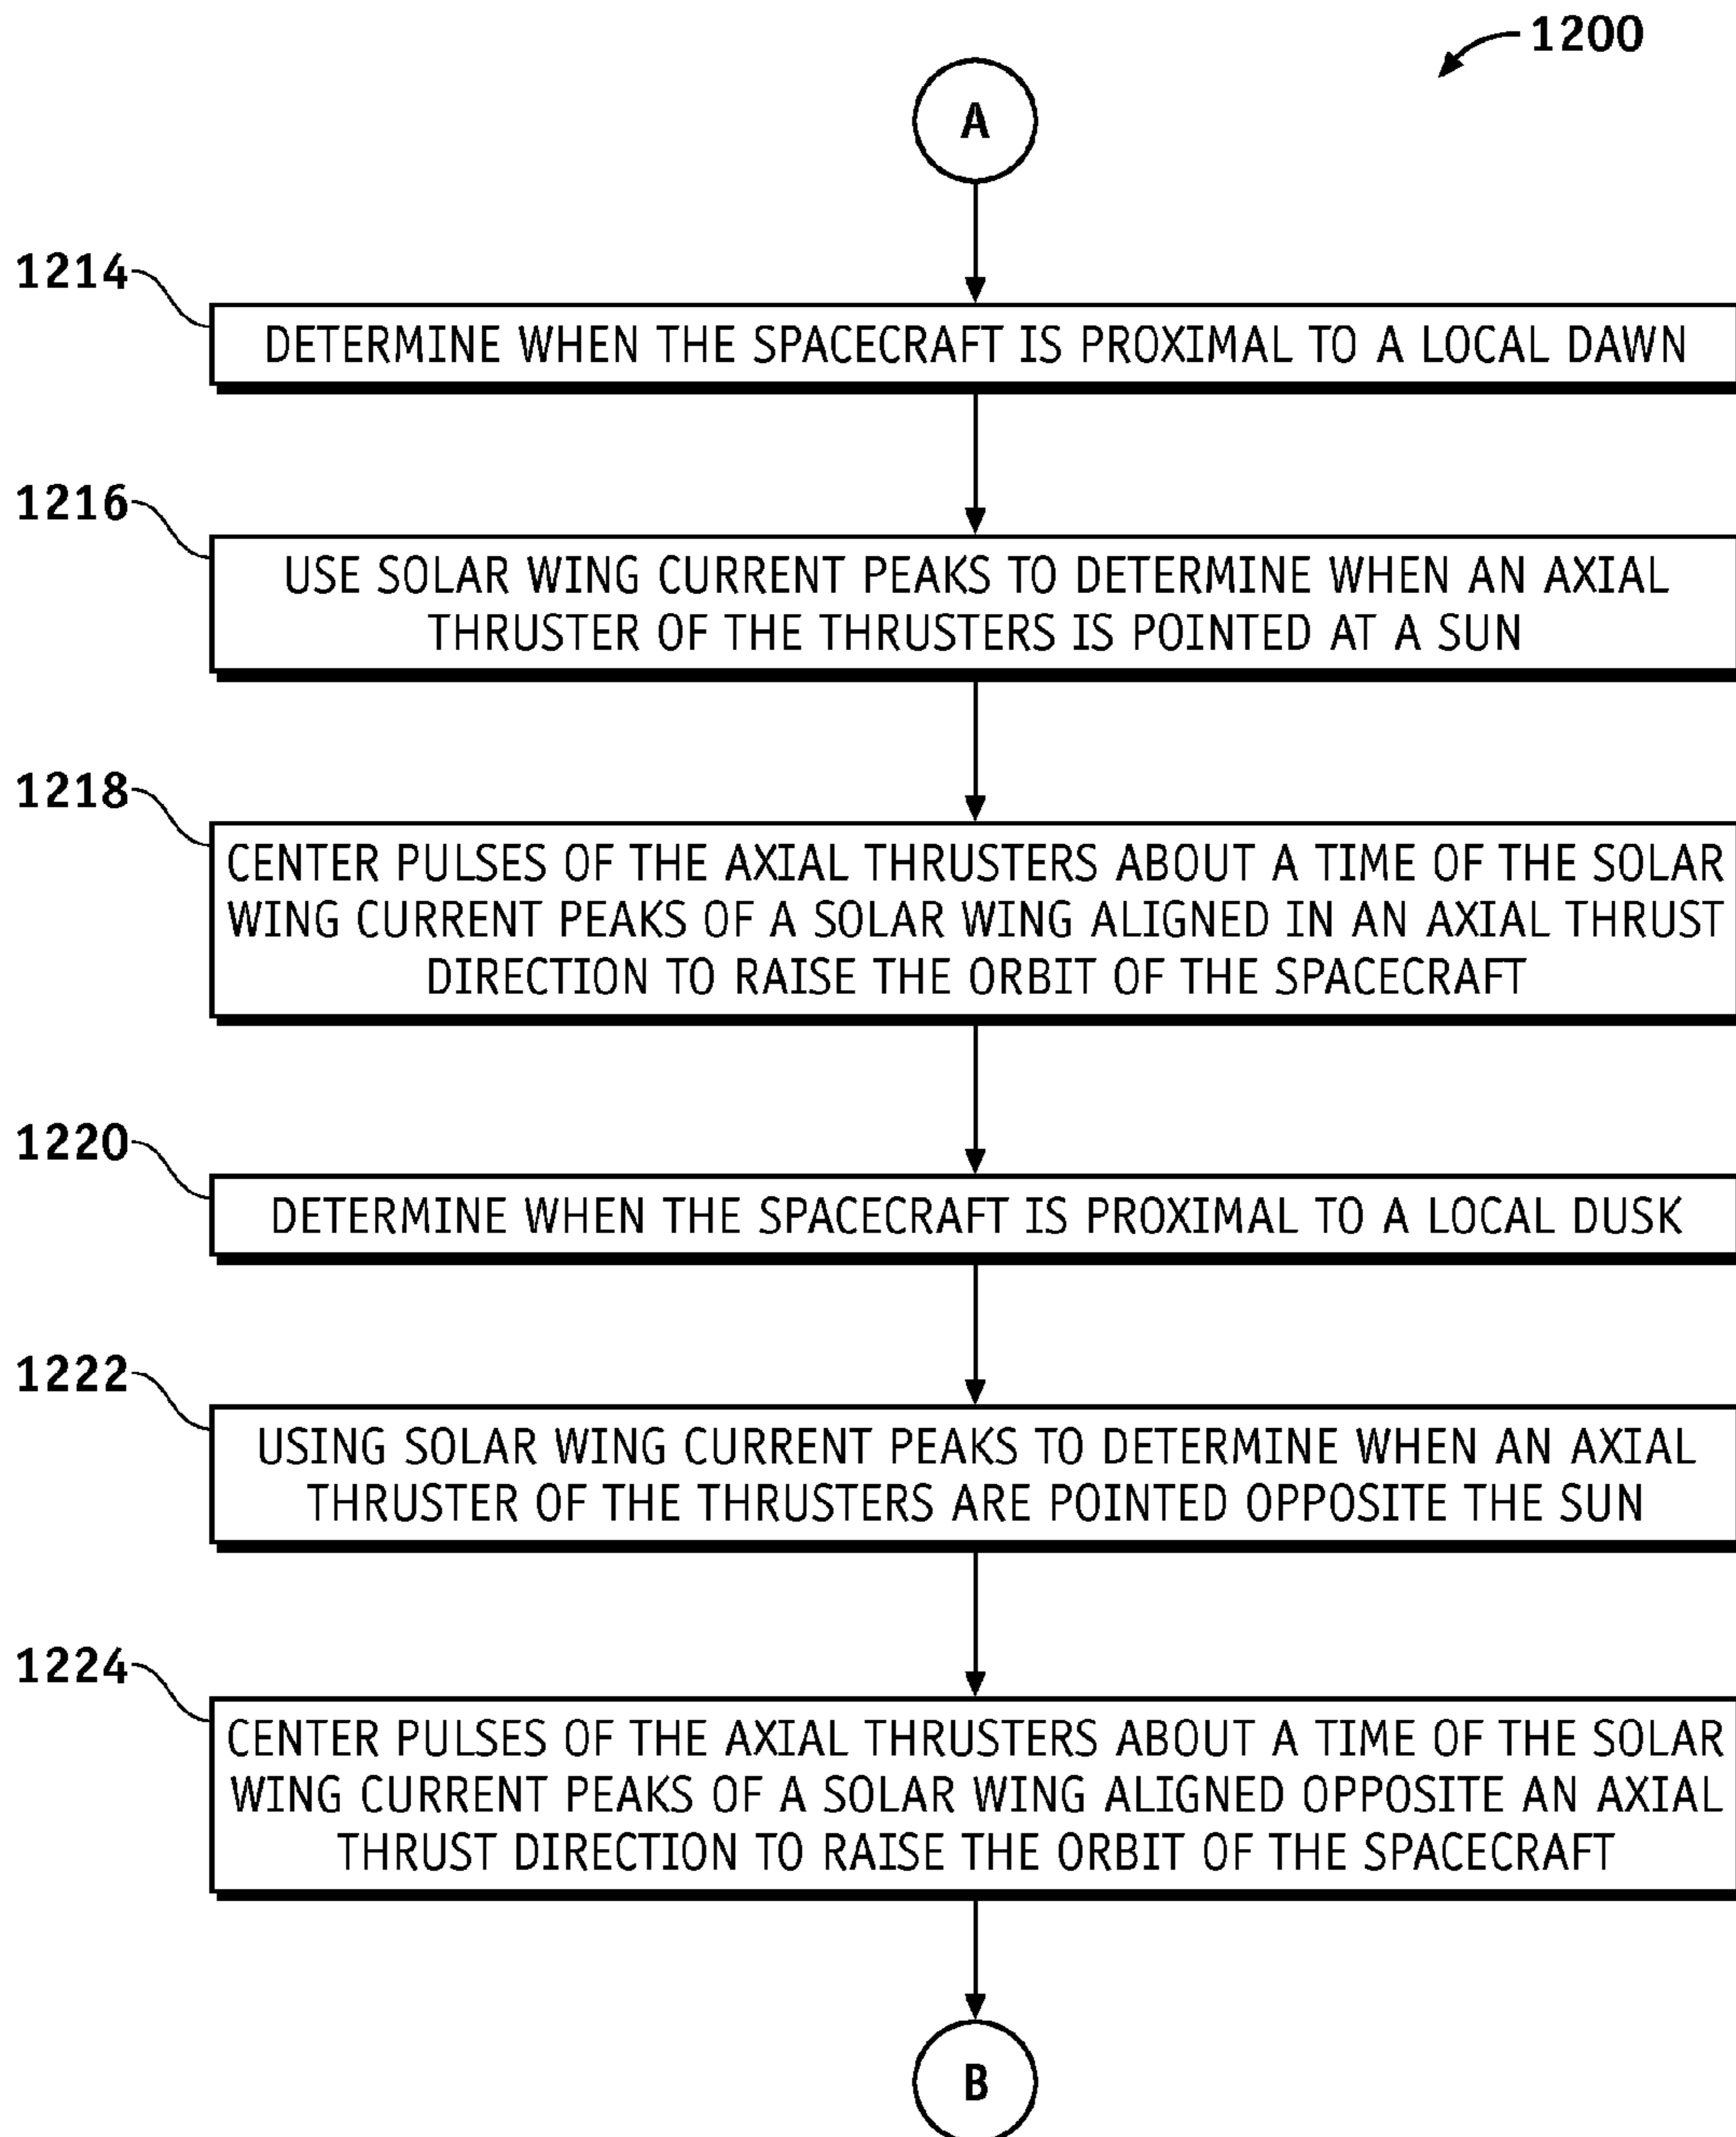 1200
A
1214
DETERMINE WHEN THE SPACECRAFT IS PROXIMAL TO A LOCAL DAWN
1216
USE SOLAR WING CURRENT PEAKS TO DETERMINE WHEN AN AXIAL
THRUSTER OF THE THRUSTERS IS POINTED AT A SUN
1218
CENTER PULSES OF THE AXIAL THRUSTERS ABOUT A TIME OF THE SOLAR
WING CURRENT PEAKS OF A SOLAR WING ALIGNED IN AN AXIAL THRUST
DIRECTION TO RAISE THE ORBIT OF THE SPACECRAFT
1220
DETERMINE WHEN THE SPACECRAFT IS PROXIMAL TO A LOCAL DUSK
1222
USING SOLAR WING CURRENT PEAKS TO DETERMINE WHEN AN AXIAL
THRUSTER OF THE THRUSTERS ARE POINTED OPPOSITE THE SUN
1224
CENTER PULSES OF THE AXIAL THRUSTERS ABOUT A TIME OF THE SOLAR
WING CURRENT PEAKS OF A SOLAR WING ALIGNED OPPOSITE AN AXIAL
THRUST DIRECTION TO RAISE THE ORBIT OF THE SPACECRAFT
B